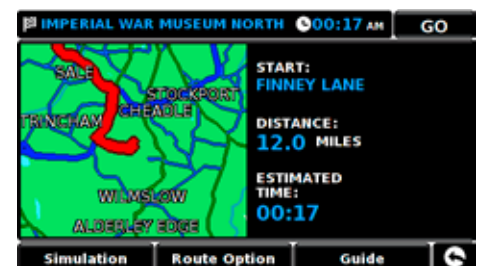 IMPERIAL WAR MUSEUM NORTH 00:17 AM GO
SALE
STOCKPORT
CHEADLE
TRINCHAM
WILMSLOW
ALDERLEY EDGE
START:
FINNEY LANE
DISTANCE:
12.0 MILES
ESTIMATED
TIME:
00:17
Simulation Route Option Guide